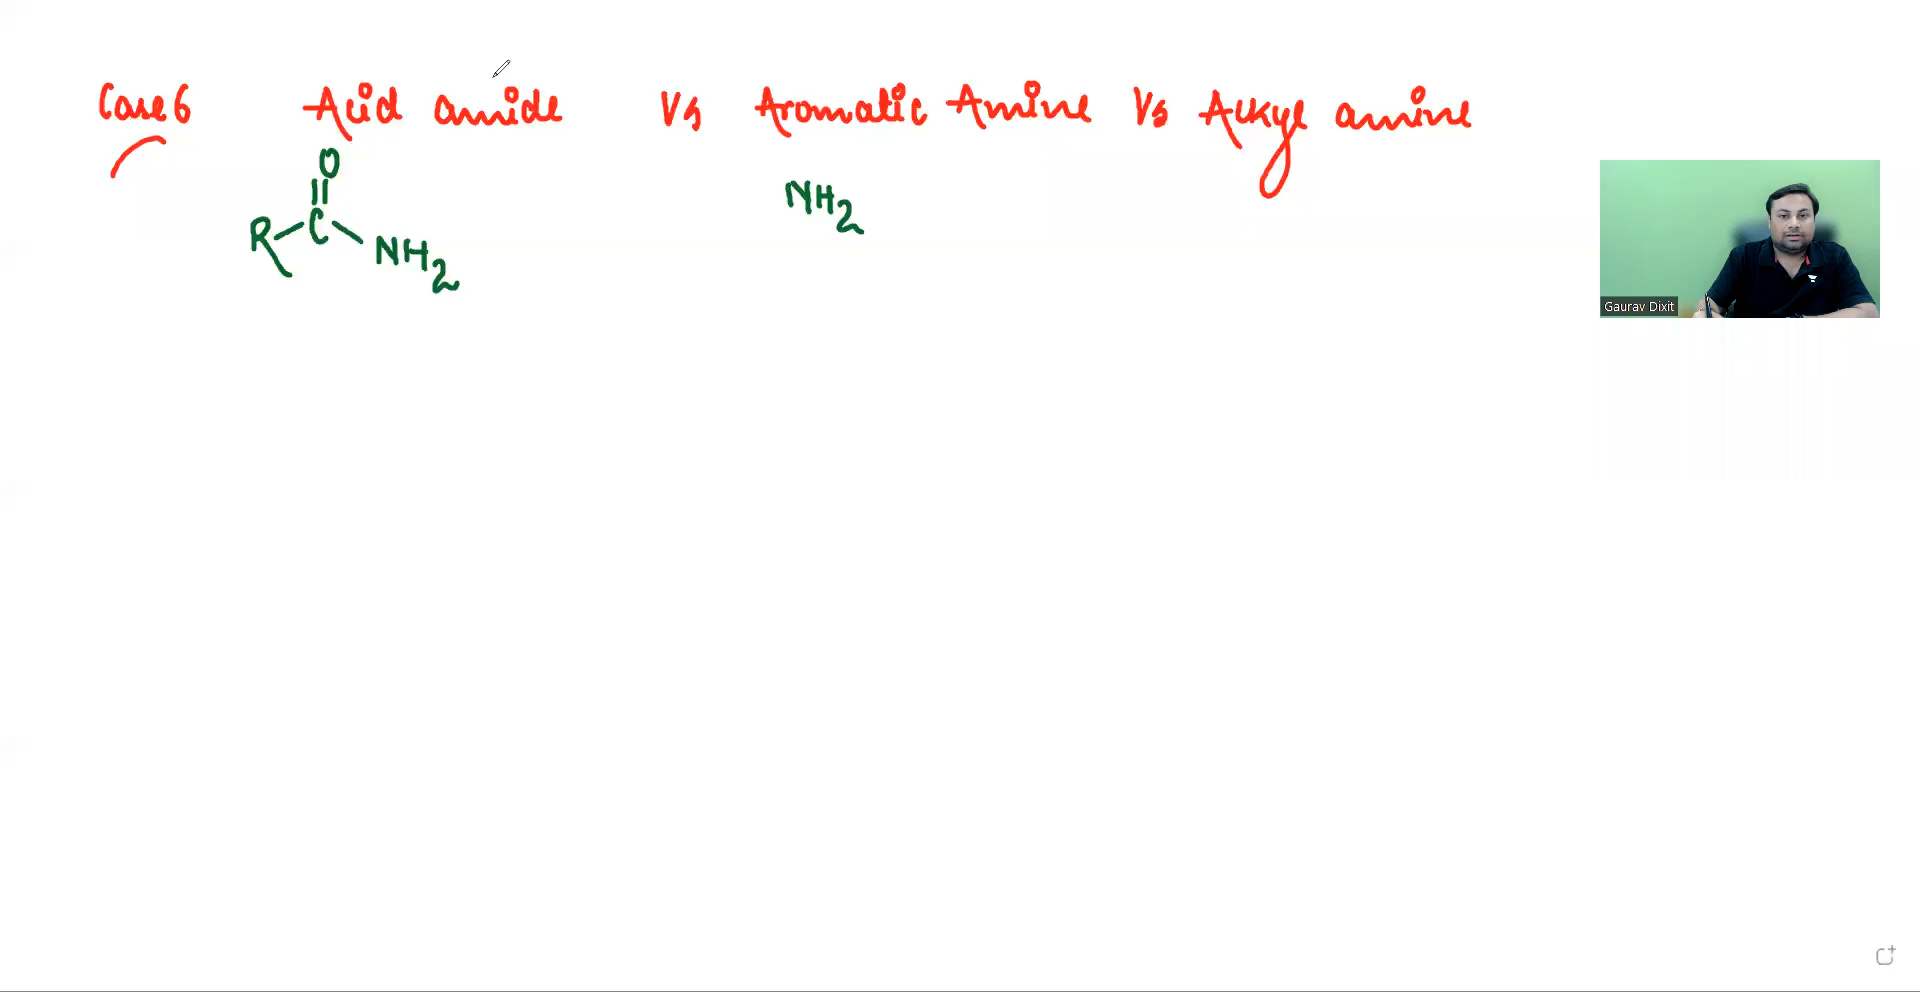 Case 6 Acid amide Vs Aromatic Amine Vs Alkyl amine
O
||
R-C-NH2
NH2
Gaurav Dixit